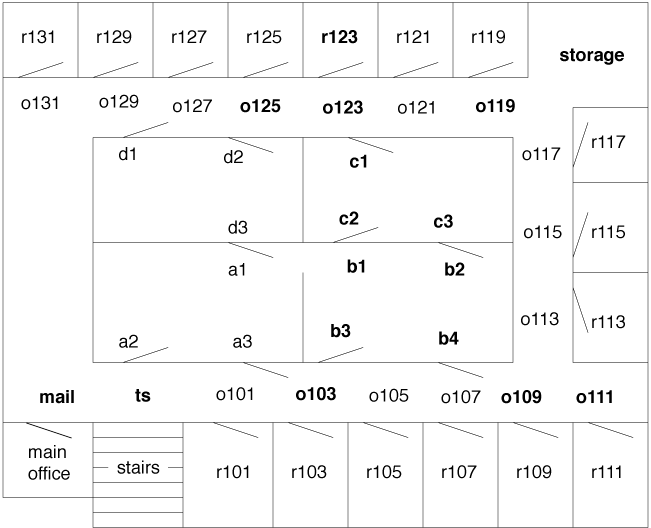 r131 r129 r127 r125 r123 r121 r119
storage
o131 o129 o127 o125 o123 o121 o119
d1 d2 c1 o117 r117
d3 c2 c3 o115 r115
a1 b1 b2
a2 a3 b3 b4 o113 r113
mail ts o101 o103 o105 o107 o109 o111
main
office
stairs r101 r103 r105 r107 r109 r111